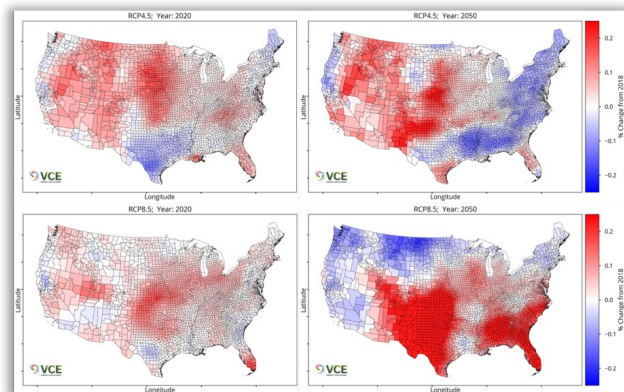 RCP4.5; Year: 2020
Latitude
VCE
Longitude
RCP4.5; Year: 2050
Latitude
VCE
Longitude
0.2
0.1
0.0
−0.1
−0.2
% Change from 2018
RCP8.5; Year: 2020
Latitude
VCE
Longitude
RCP8.5; Year: 2050
Latitude
VCE
Longitude
0.2
0.1
0.0
−0.1
−0.2
% Change from 2018